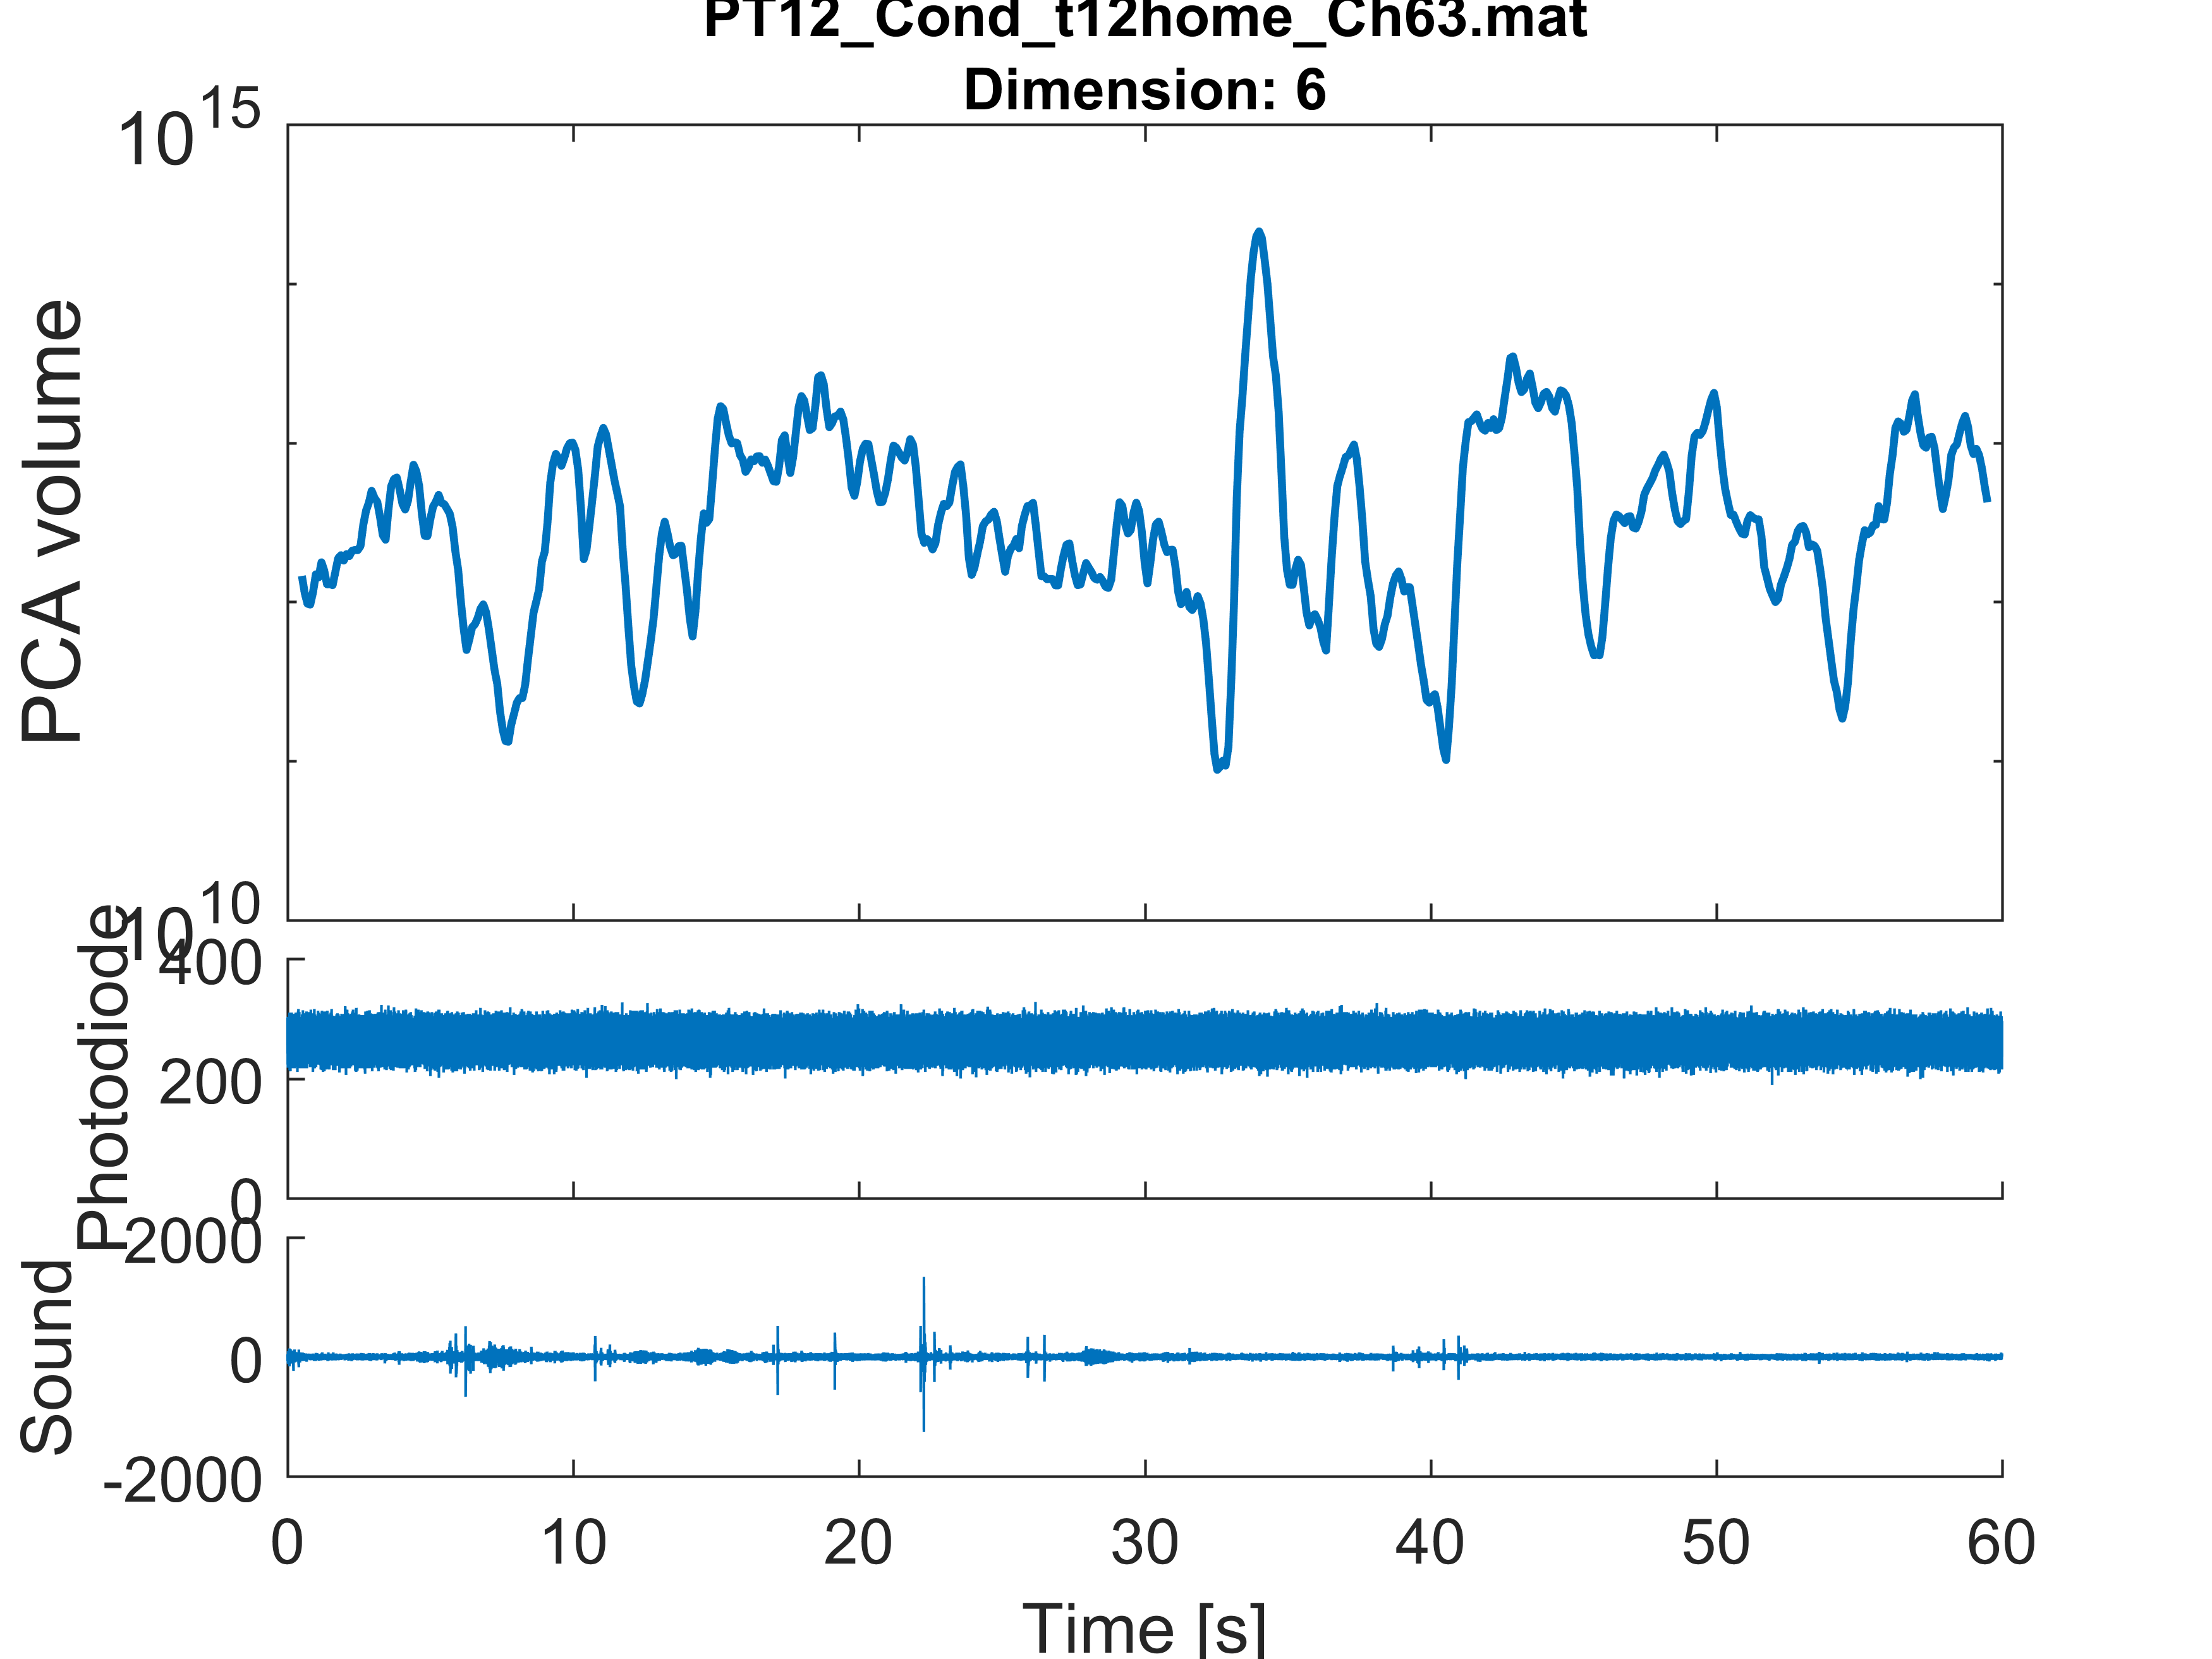 PT12_Cond_t12home_Ch63.mat
Dimension: 6
10^15
PCA volume
10^10
400
Photodiode
200
0
2000
Sound
0
-2000
0 10 20 30 40 50 60
Time [s]